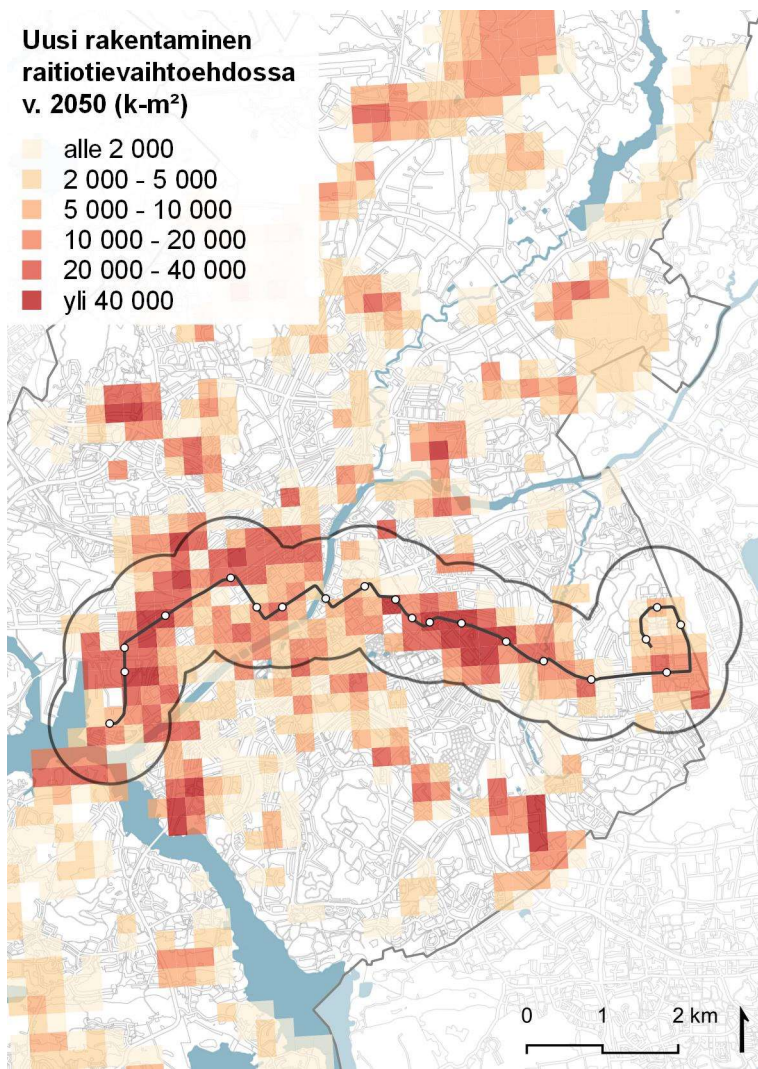 Uusi rakentaminen
raitiotievaihtoehdossa
v. 2050 (k-m²)
alle 2 000
2 000 - 5 000
5 000 - 10 000
10 000 - 20 000
20 000 - 40 000
yli 40 000
0 1 2 km